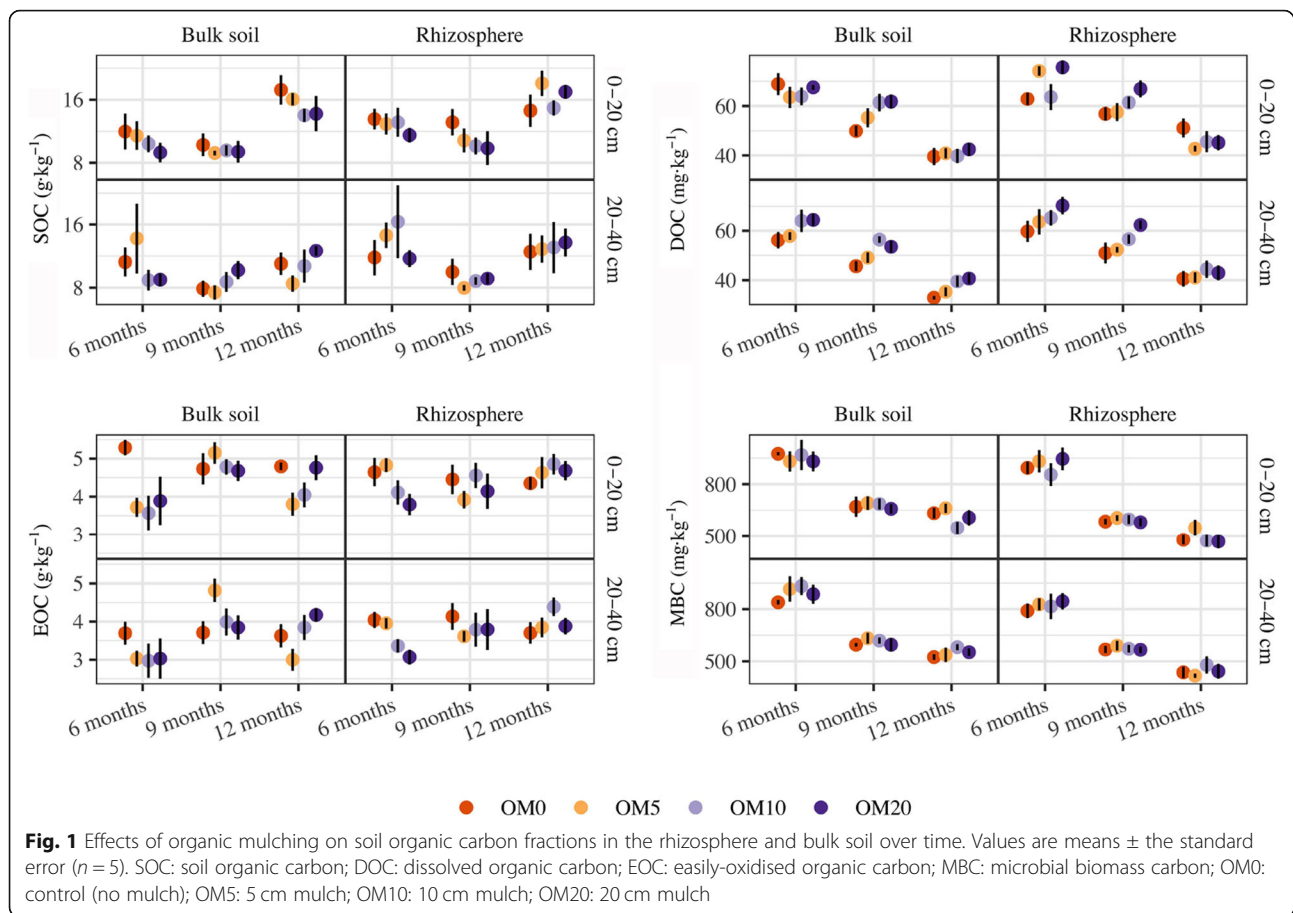 Bulk soil
Rhizosphere
SOC (g·kg⁻¹)
16
8
16
8
0–20 cm
20–40 cm
6 months
9 months
12 months
6 months
9 months
12 months
Bulk soil
Rhizosphere
DOC (mg·kg⁻¹)
60
40
60
40
0–20 cm
20–40 cm
6 months
9 months
12 months
6 months
9 months
12 months
Bulk soil
Rhizosphere
EOC (g·kg⁻¹)
5
4
3
5
4
3
0–20 cm
20–40 cm
6 months
9 months
12 months
6 months
9 months
12 months
Bulk soil
Rhizosphere
MBC (mg·kg⁻¹)
800
500
800
500
0–20 cm
20–40 cm
6 months
9 months
12 months
6 months
9 months
12 months
OM0 OM5 OM10 OM20
Fig. 1 Effects of organic mulching on soil organic carbon fractions in the rhizosphere and bulk soil over time. Values are means ± the standard
error (n = 5). SOC: soil organic carbon; DOC: dissolved organic carbon; EOC: easily-oxidised organic carbon; MBC: microbial biomass carbon; OM0:
control (no mulch); OM5: 5 cm mulch; OM10: 10 cm mulch; OM20: 20 cm mulch